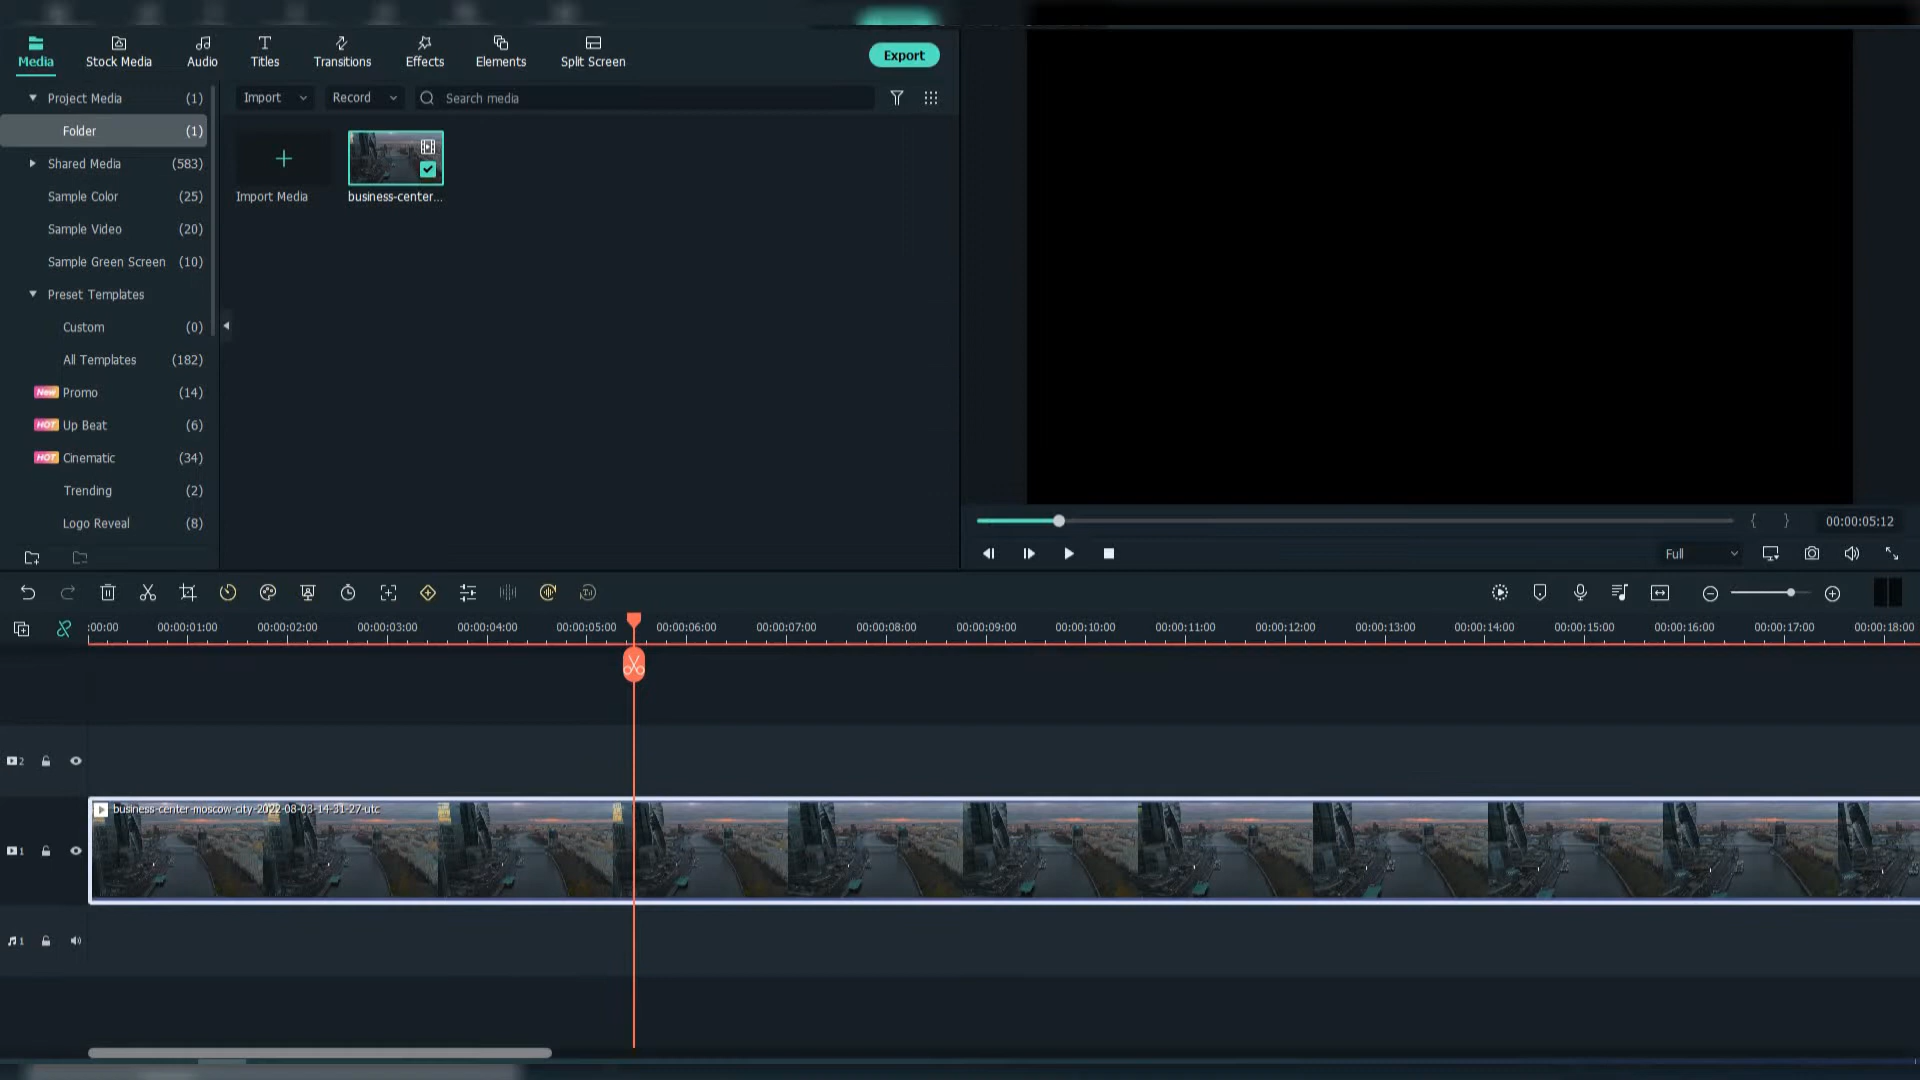 Media
Stock Media
Audio
Titles
Transitions
Effects
Elements
Split Screen
Export
Project Media (1)
Folder (1)
Shared Media (583)
Sample Color (25)
Sample Video (20)
Sample Green Screen (10)
Preset Templates
Custom (0)
All Templates (182)
New Promo (14)
HOT Up Beat (6)
HOT Cinematic (34)
Trending (2)
Logo Reveal (8)
Import
Record
Search media
Import Media
business-center...
{ } 00:00:05:12
Full
:00:00 00:00:01:00 00:00:02:00 00:00:03:00 00:00:04:00 00:00:05:00 00:00:06:00 00:00:07:00 00:00:08:00 00:00:09:00 00:00:10:00 00:00:11:00 00:00:12:00 00:00:13:00 00:00:14:00 00:00:15:00 00:00:16:00 00:00:17:00 00:00:18:00
2
business-center-moscow-city-2022-08-03-14-31-27-utc
1
1